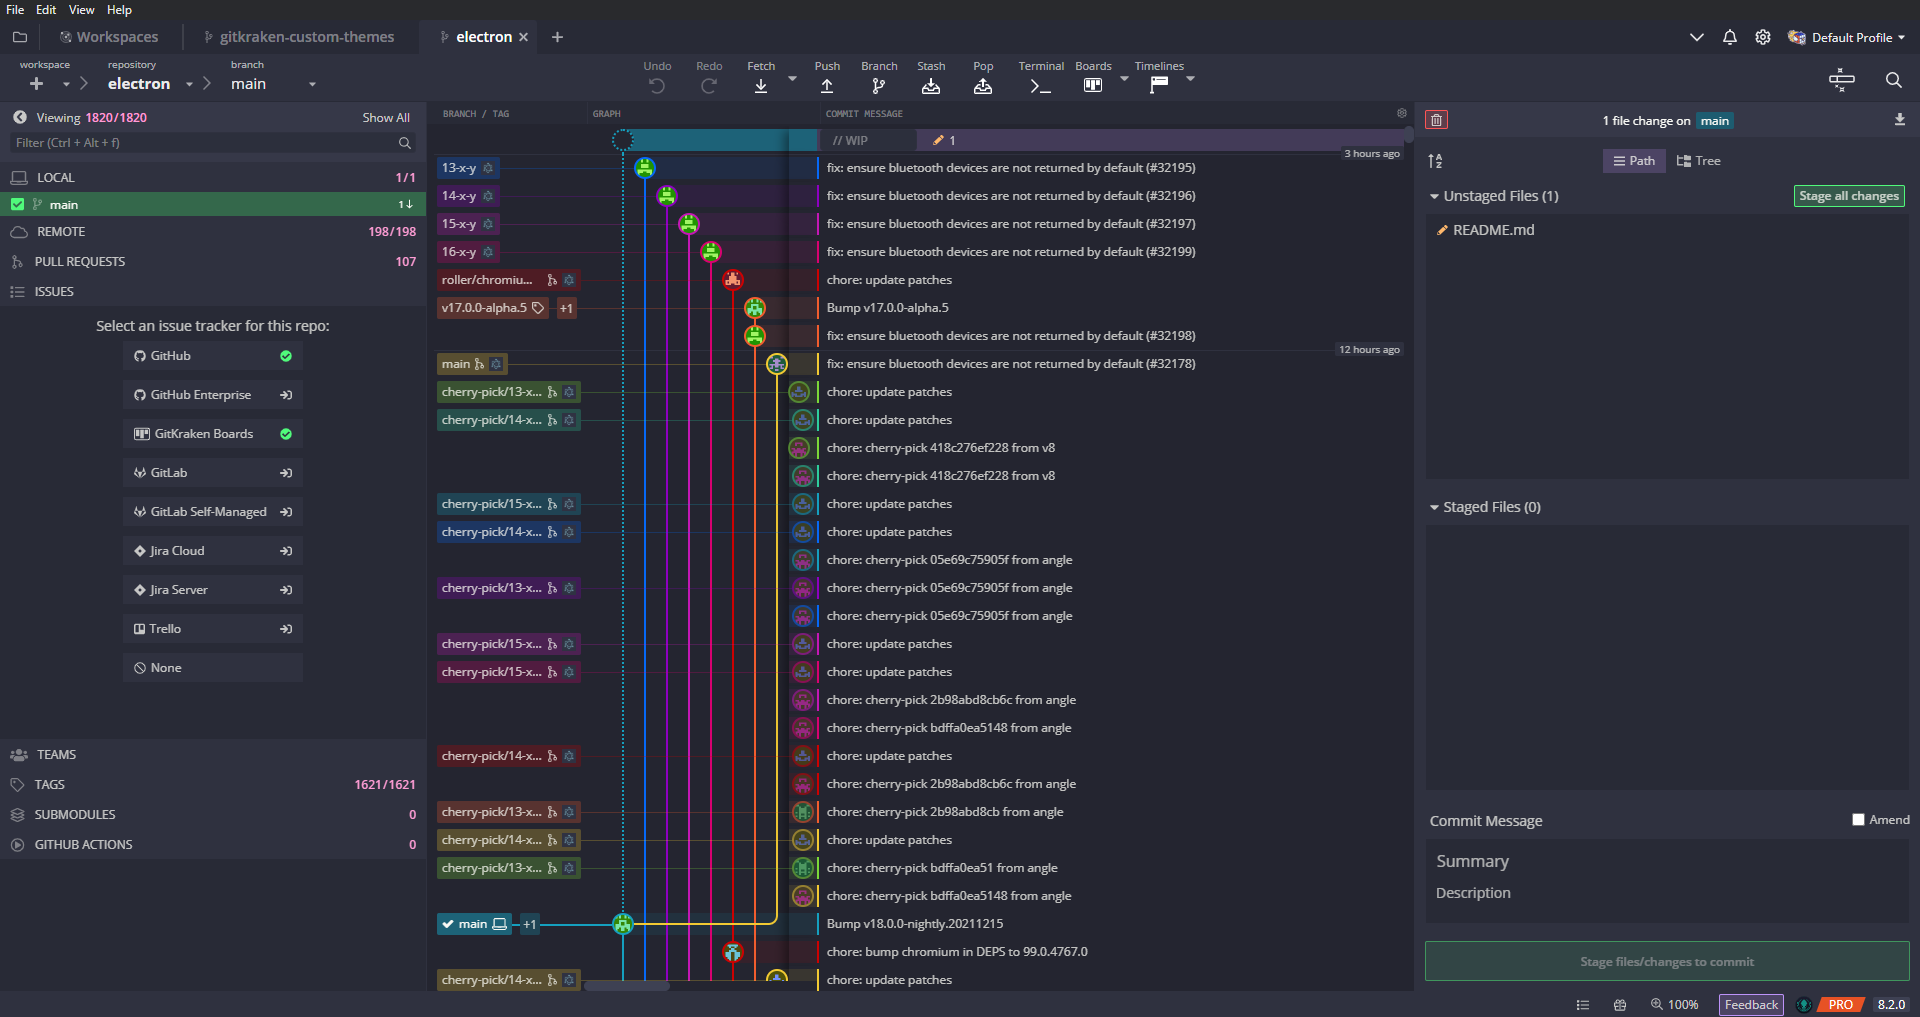 File Edit View Help
Workspaces gitkraken-custom-themes electron Default Profile
workspace repository branch
electron main
Undo Redo Fetch Push Branch Stash Pop Terminal Boards Timelines
Viewing 1820/1820 Show All
Filter (Ctrl + Alt + f)
LOCAL 1/1
main 1
REMOTE 198/198
PULL REQUESTS 107
ISSUES
Select an issue tracker for this repo:
GitHub
GitHub Enterprise
GitKraken Boards
GitLab
GitLab Self-Managed
Jira Cloud
Jira Server
Trello
None
TEAMS
TAGS 1621/1621
SUBMODULES 0
GITHUB ACTIONS 0
BRANCH / TAG GRAPH COMMIT MESSAGE
// WIP 1
3 hours ago
13-x-y fix: ensure bluetooth devices are not returned by default (#32195)
14-x-y fix: ensure bluetooth devices are not returned by default (#32196)
15-x-y fix: ensure bluetooth devices are not returned by default (#32197)
16-x-y fix: ensure bluetooth devices are not returned by default (#32199)
roller/chromiu... chore: update patches
v17.0.0-alpha.5 +1 Bump v17.0.0-alpha.5
fix: ensure bluetooth devices are not returned by default (#32198)
12 hours ago
main fix: ensure bluetooth devices are not returned by default (#32178)
cherry-pick/13-x... chore: update patches
cherry-pick/14-x... chore: update patches
chore: cherry-pick 418c276ef228 from v8
chore: cherry-pick 418c276ef228 from v8
cherry-pick/15-x... chore: update patches
cherry-pick/14-x... chore: update patches
chore: cherry-pick 05e69c75905f from angle
cherry-pick/13-x... chore: cherry-pick 05e69c75905f from angle
chore: cherry-pick 05e69c75905f from angle
cherry-pick/15-x... chore: update patches
cherry-pick/15-x... chore: update patches
chore: cherry-pick 2b98abd8cb6c from angle
chore: cherry-pick bdffa0ea5148 from angle
cherry-pick/14-x... chore: update patches
chore: cherry-pick 2b98abd8cb6c from angle
cherry-pick/13-x... chore: cherry-pick 2b98abd8cb from angle
cherry-pick/14-x... chore: update patches
cherry-pick/13-x... chore: cherry-pick bdffa0ea51 from angle
chore: cherry-pick bdffa0ea5148 from angle
main +1 Bump v18.0.0-nightly.20211215
chore: bump chromium in DEPS to 99.0.4767.0
cherry-pick/14-x... chore: update patches
1 file change on main
Path Tree
Unstaged Files (1) Stage all changes
README.md
Staged Files (0)
Commit Message Amend
Summary
Description
Stage files/changes to commit
100% Feedback PRO 8.2.0